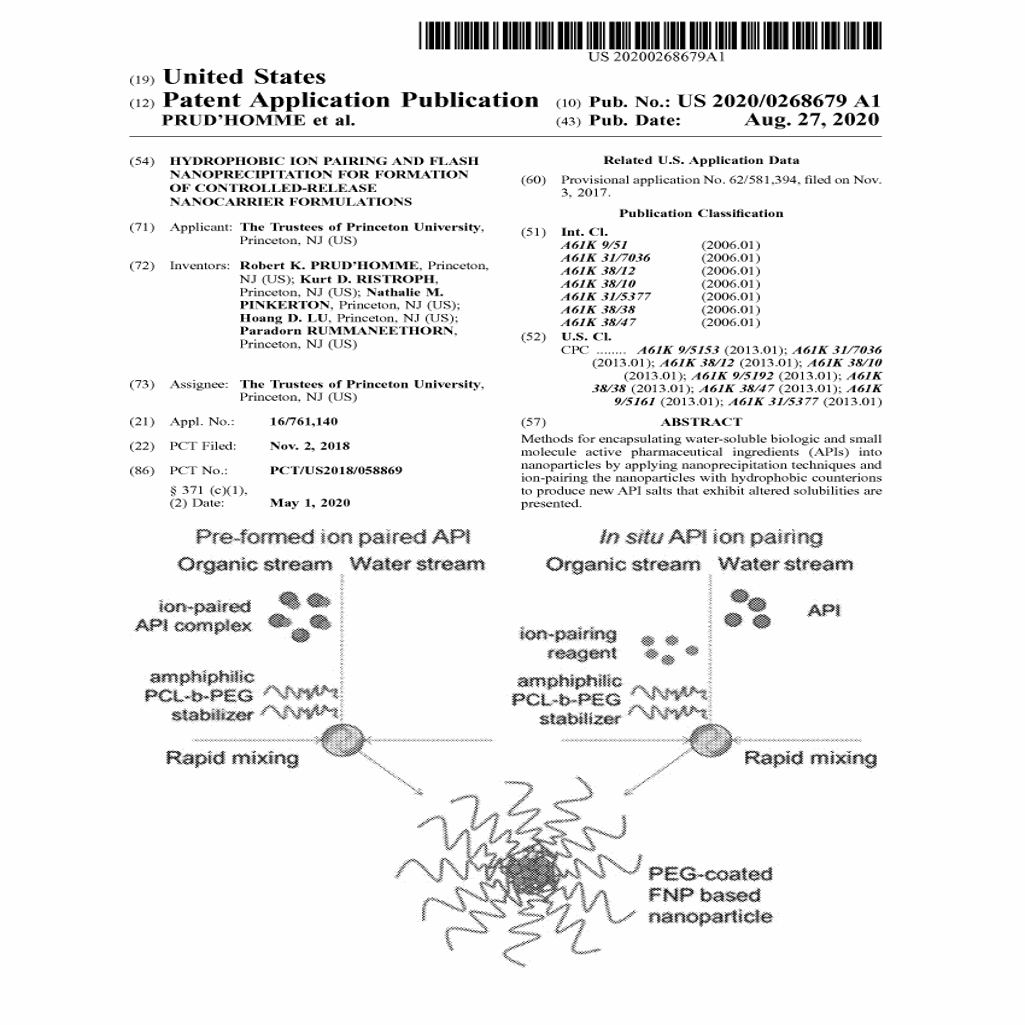 US 20200268679A1
(19) United States
(12) Patent Application Publication
PRUD'HOMME et al.
(10) Pub. No.: US 2020/0268679 A1
(43) Pub. Date: Aug. 27, 2020
(54) HYDROPHOBIC ION PAIRING AND FLASH
NANOPRECIPITATION FOR FORMATION
OF CONTROLLED-RELEASE
NANOCARRIER FORMULATIONS
(71) Applicant: The Trustees of Princeton University,
Princeton, NJ (US)
(72) Inventors: Robert K. PRUD'HOMME, Princeton,
NJ (US); Kurt D. RISTROPH,
Princeton, NJ (US); Nathalie M.
PINKERTON, Princeton, NJ (US);
Hoang D. LU, Princeton, NJ (US);
Paradorn RUMMANEETHORN,
Princeton, NJ (US)
(73) Assignee: The Trustees of Princeton University,
Princeton, NJ (US)
(21) Appl. No.: 16/761,140
(22) PCT Filed: Nov. 2, 2018
(86) PCT No.: PCT/US2018/058869
§ 371 (c)(1),
(2) Date: May 1, 2020
Related U.S. Application Data
(60) Provisional application No. 62/581,394, filed on Nov.
3, 2017.
Publication Classification
(51) Int. Cl.
A61K 9/51 (2006.01)
A61K 31/7036 (2006.01)
A61K 38/12 (2006.01)
A61K 38/10 (2006.01)
A61K 31/5377 (2006.01)
A61K 38/38 (2006.01)
A61K 38/47 (2006.01)
(52) U.S. Cl.
CPC ........ A61K 9/5153 (2013.01); A61K 31/7036
(2013.01); A61K 38/12 (2013.01); A61K 38/10
(2013.01); A61K 9/5192 (2013.01); A61K
38/38 (2013.01); A61K 38/47 (2013.01); A61K
9/5161 (2013.01); A61K 31/5377 (2013.01)
(57) ABSTRACT
Methods for encapsulating water-soluble biologic and small
molecule active pharmaceutical ingredients (APIs) into
nanoparticles by applying nanoprecipitation techniques and
ion-pairing the nanoparticles with hydrophobic counterions
to produce new API salts that exhibit altered solubilities are
presented.
Pre-formed ion paired API
Organic stream Water stream
ion-paired
API complex
amphiphilic
PCL-b-PEG
stabilizer
Rapid mixing
In situ API ion pairing
Organic stream Water stream
API
ion-pairing
reagent
amphiphilic
PCL-b-PEG
stabilizer
Rapid mixing
PEG-coated
FNP based
nanoparticle